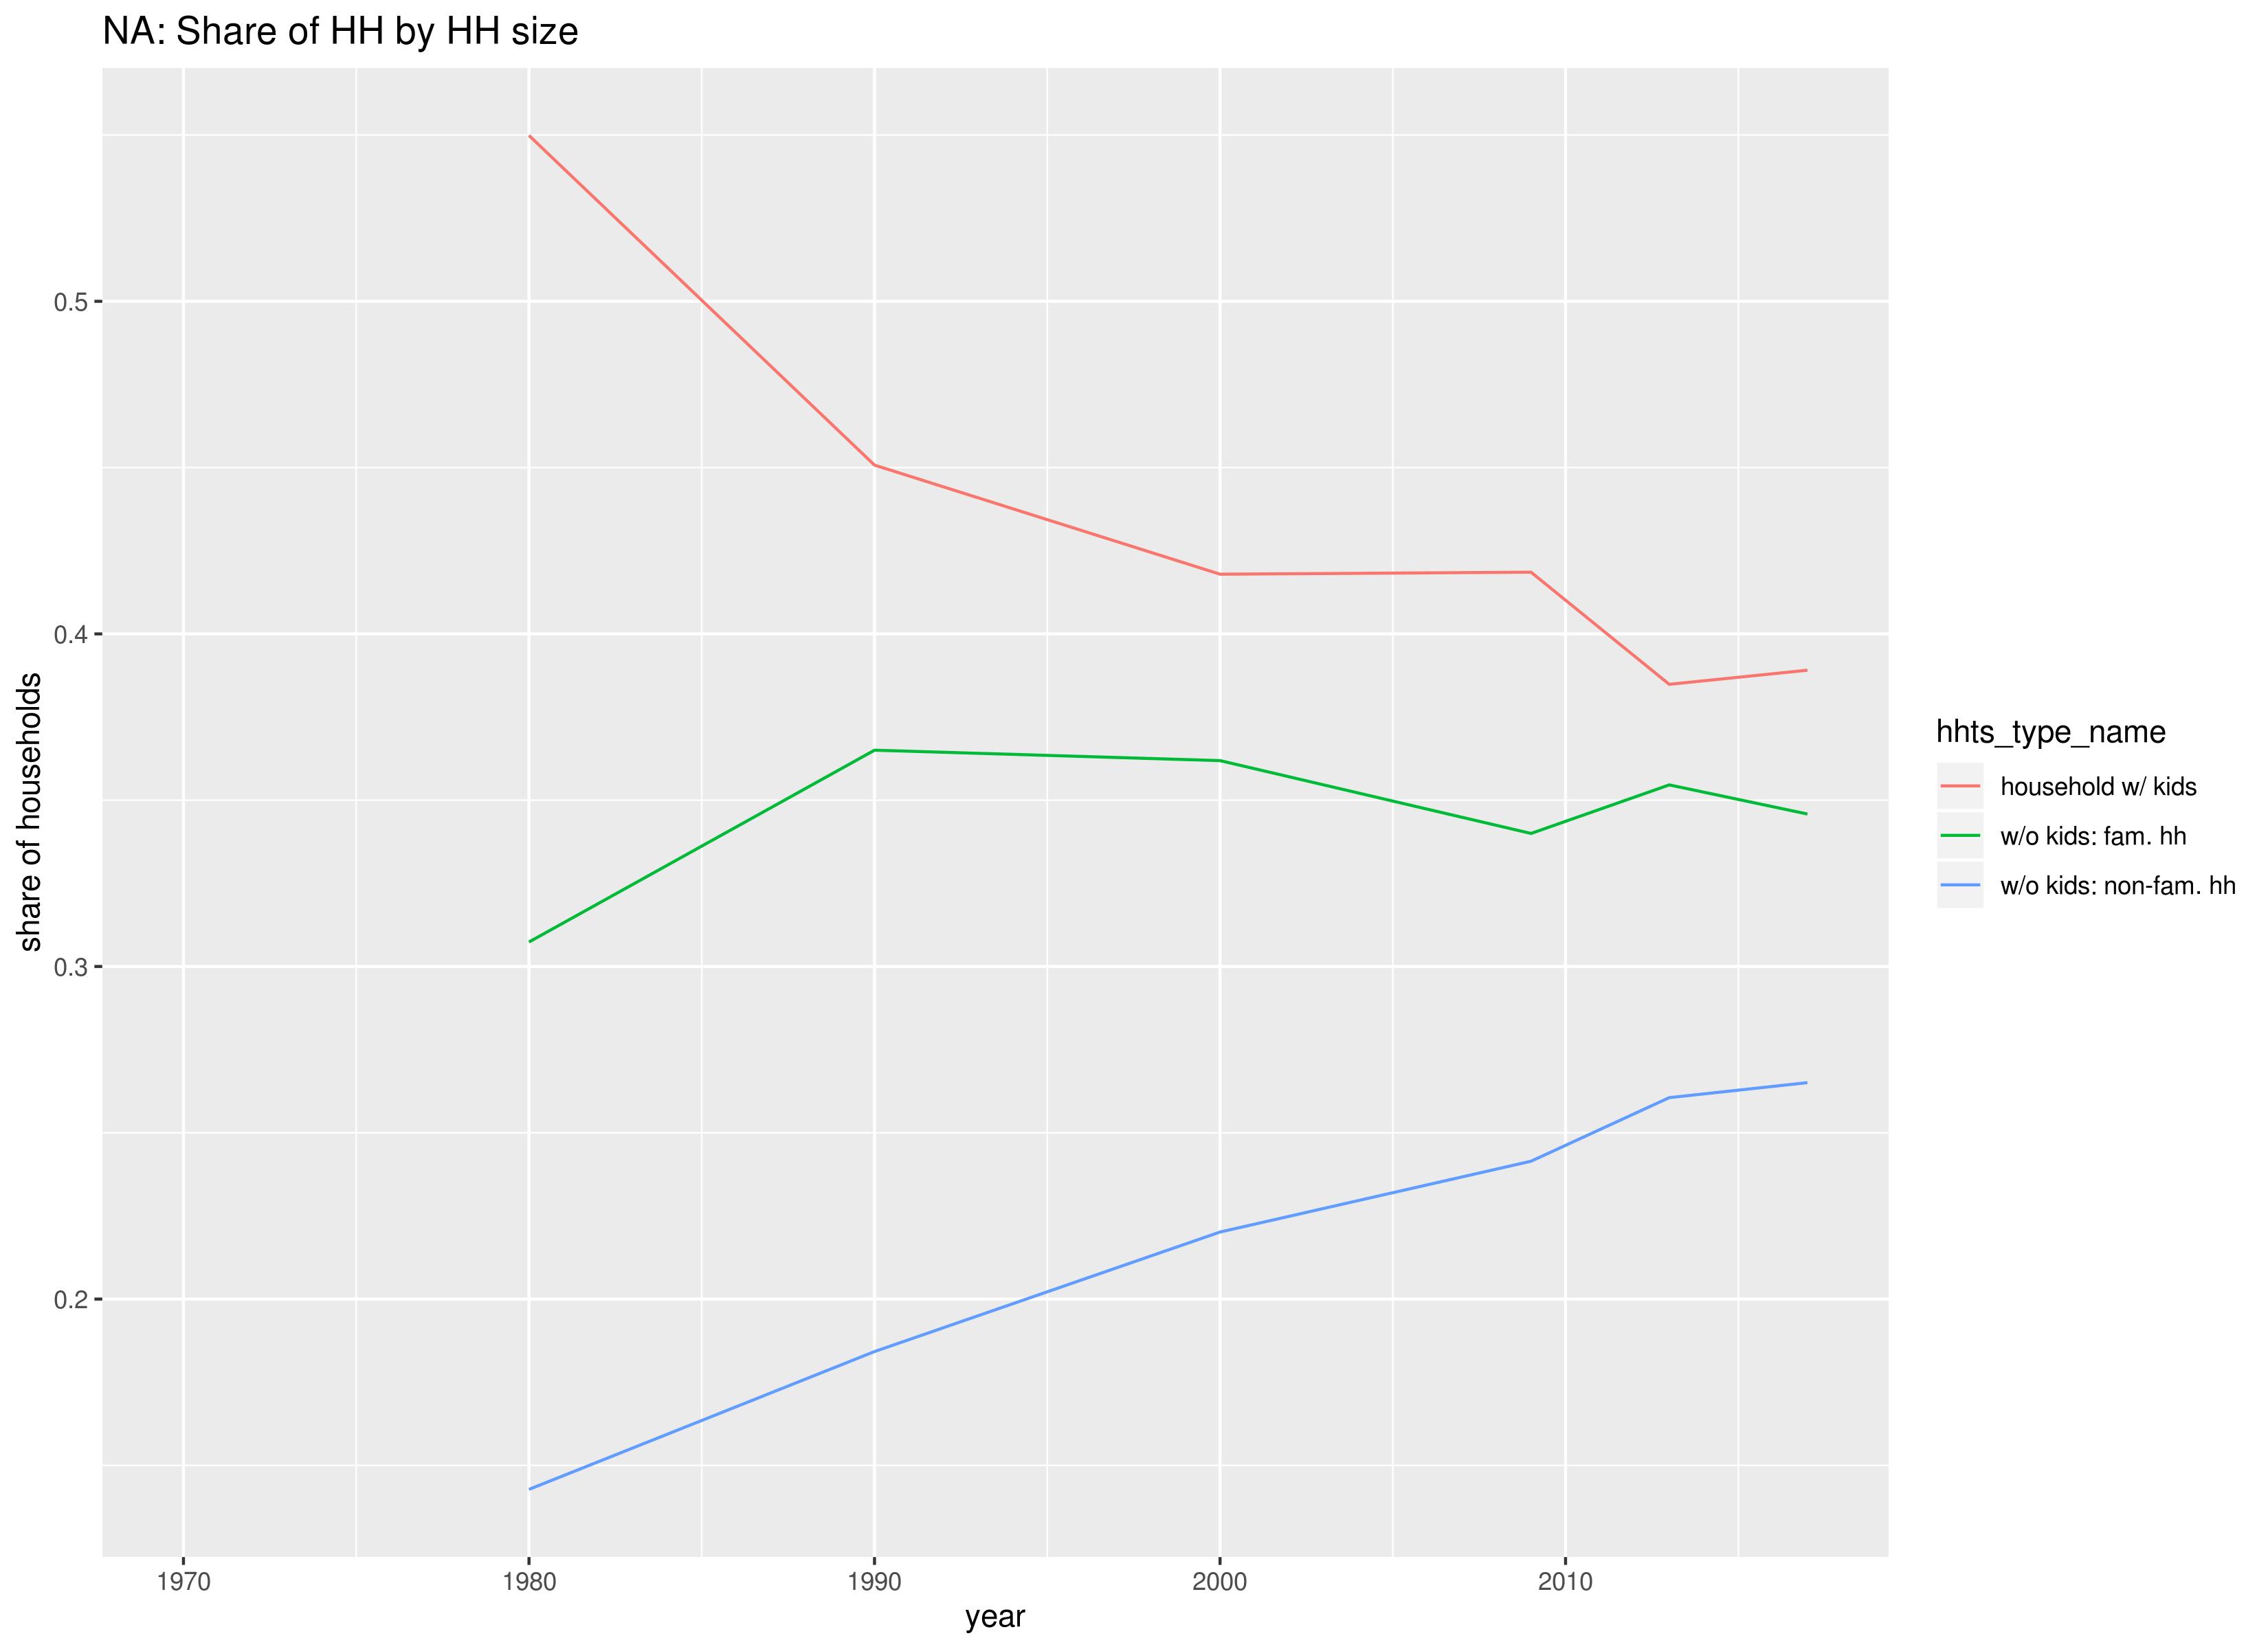 NA: Share of HH by HH size
share of households
0.5
0.4
0.3
0.2
1970 1980 1990 2000 2010
year
hhts_type_name
household w/ kids
w/o kids: fam. hh
w/o kids: non-fam. hh